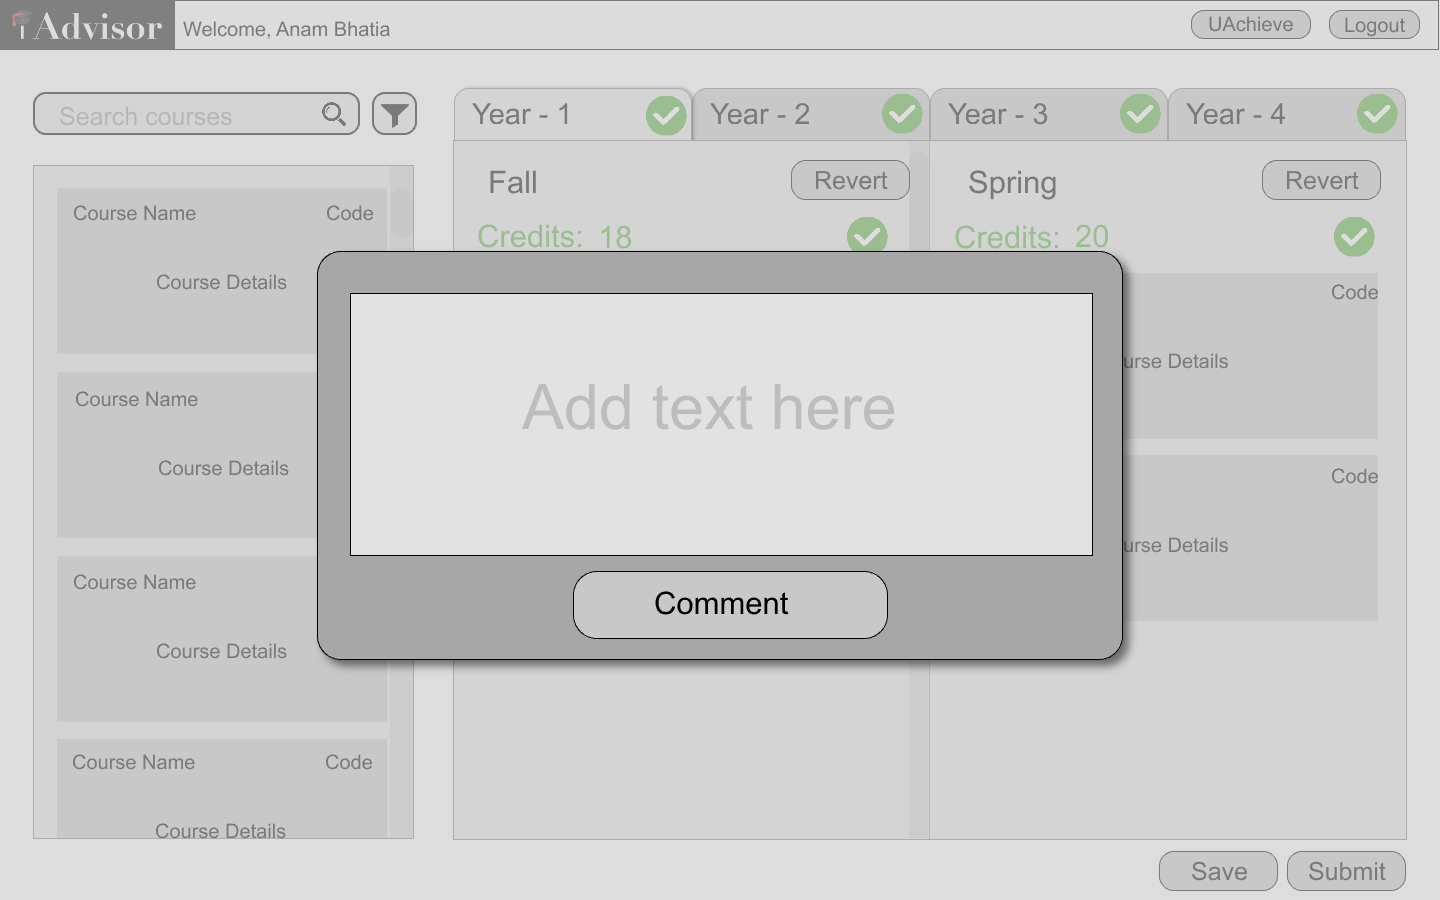 iAdvisor
Welcome, Anam Bhatia
UAchieve
Logout
Search courses
Year - 1
Year - 2
Year - 3
Year - 4
Fall
Revert
Spring
Revert
Credits: 18
Credits: 20
Course Name
Code
Course Details
Course Name
Course Details
Course Name
Course Details
Course Name
Code
Course Details
Code
urse Details
Code
urse Details
Add text here
Comment
Save
Submit